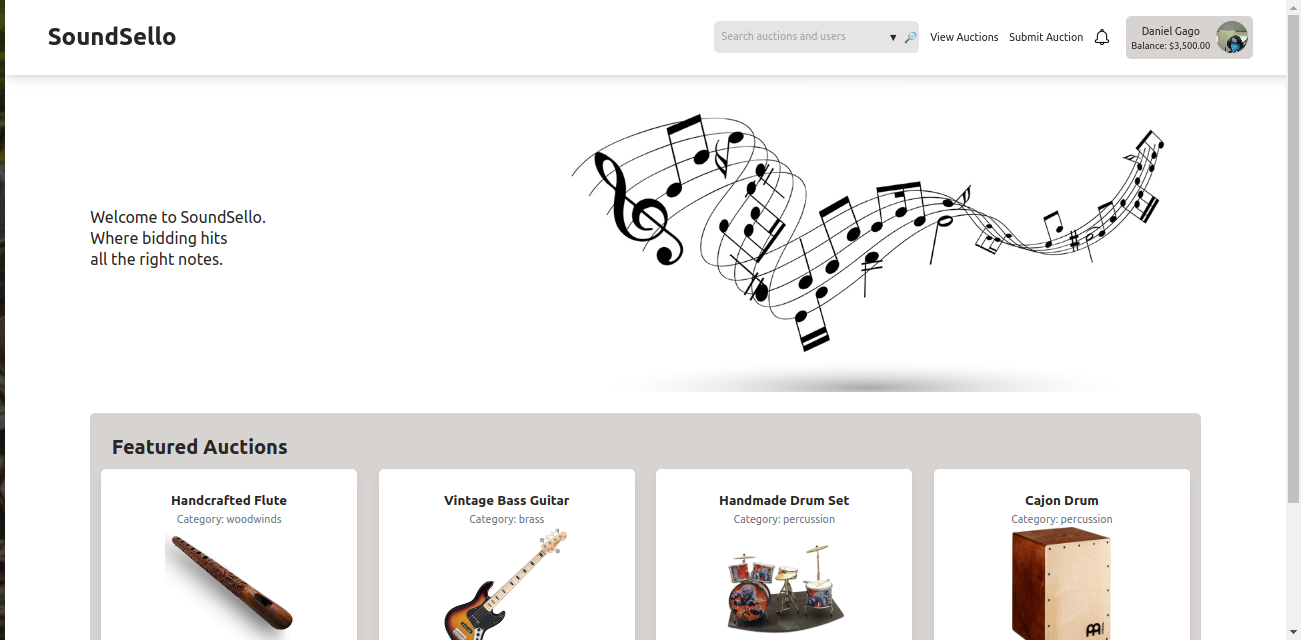 SoundSello
Search auctions and users
View Auctions
Submit Auction
Daniel Gago
Balance: $3,500.00
Welcome to SoundSello.
Where bidding hits
all the right notes.
Featured Auctions
Handcrafted Flute
Category: woodwinds
Vintage Bass Guitar
Category: brass
Handmade Drum Set
Category: percussion
Cajon Drum
Category: percussion